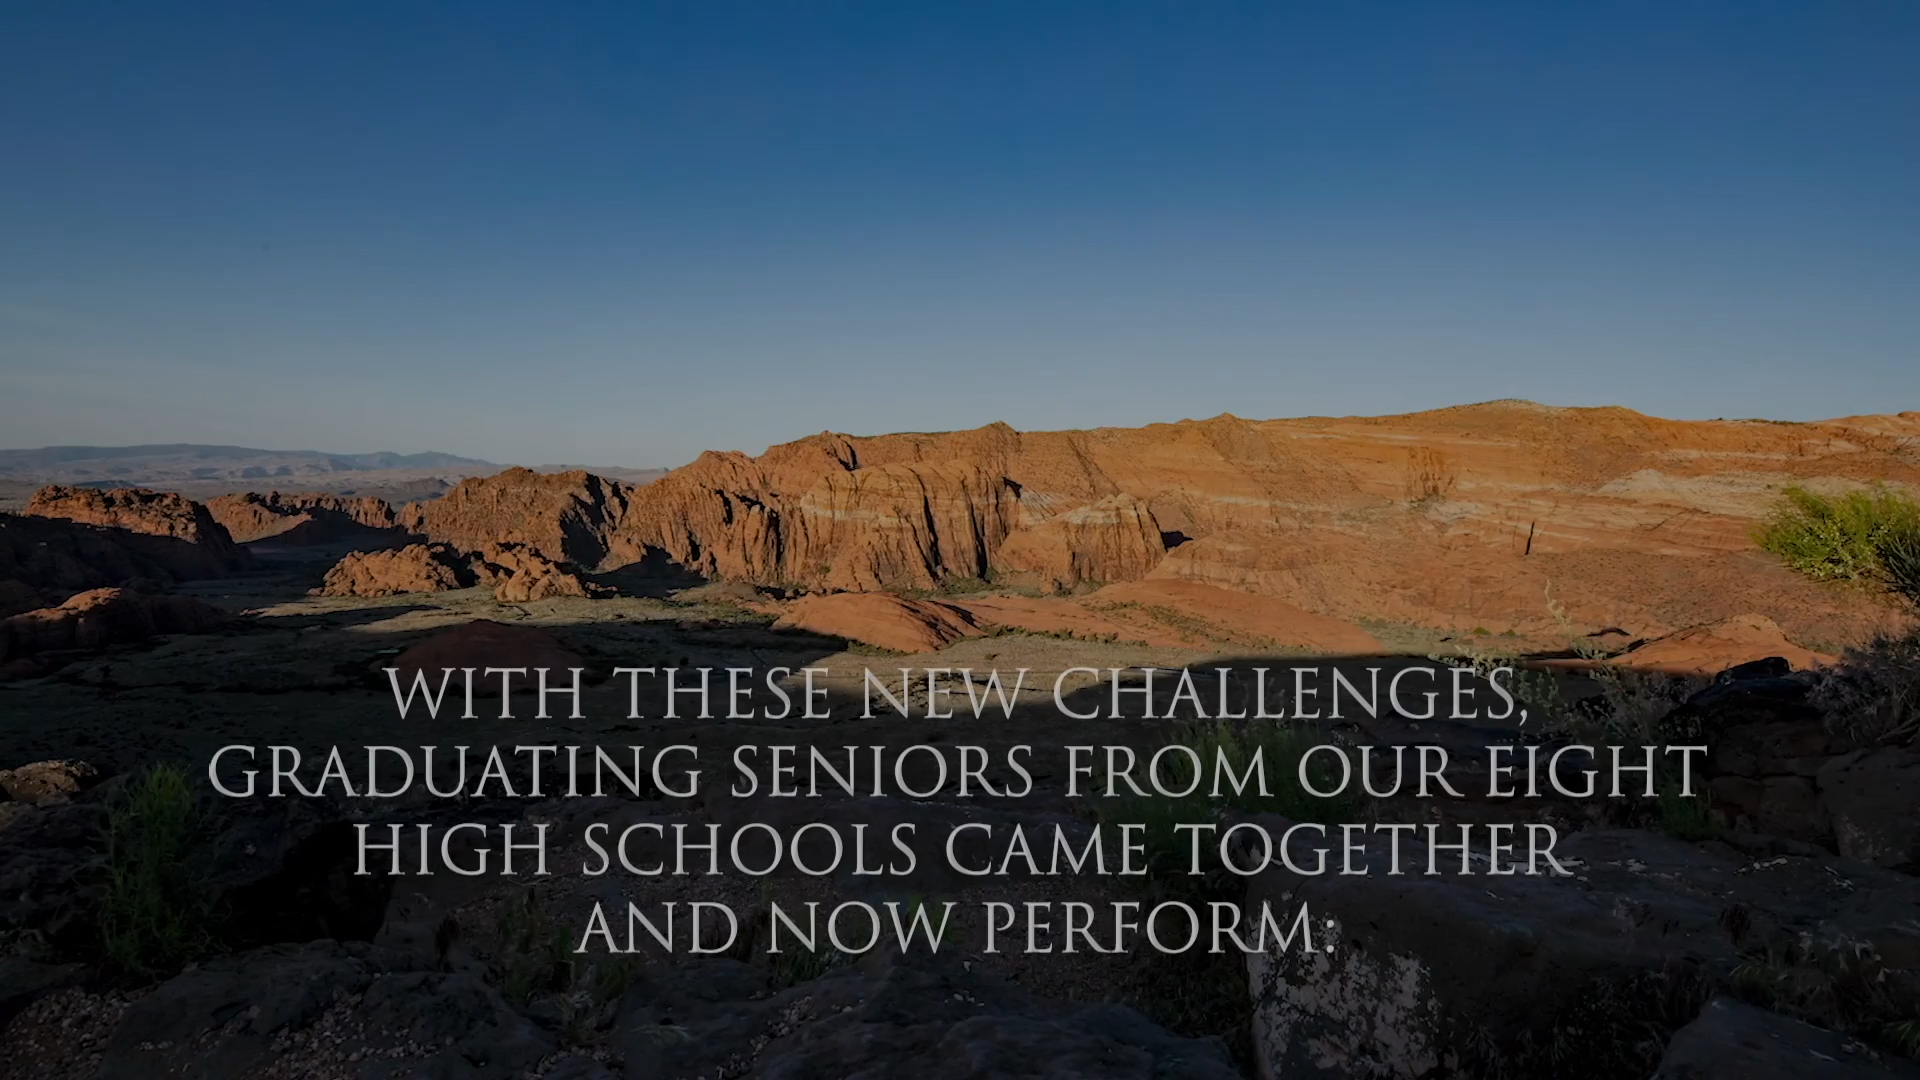 WITH THESE NEW CHALLENGES,
GRADUATING SENIORS FROM OUR EIGHT
HIGH SCHOOLS CAME TOGETHER
AND NOW PERFORM: